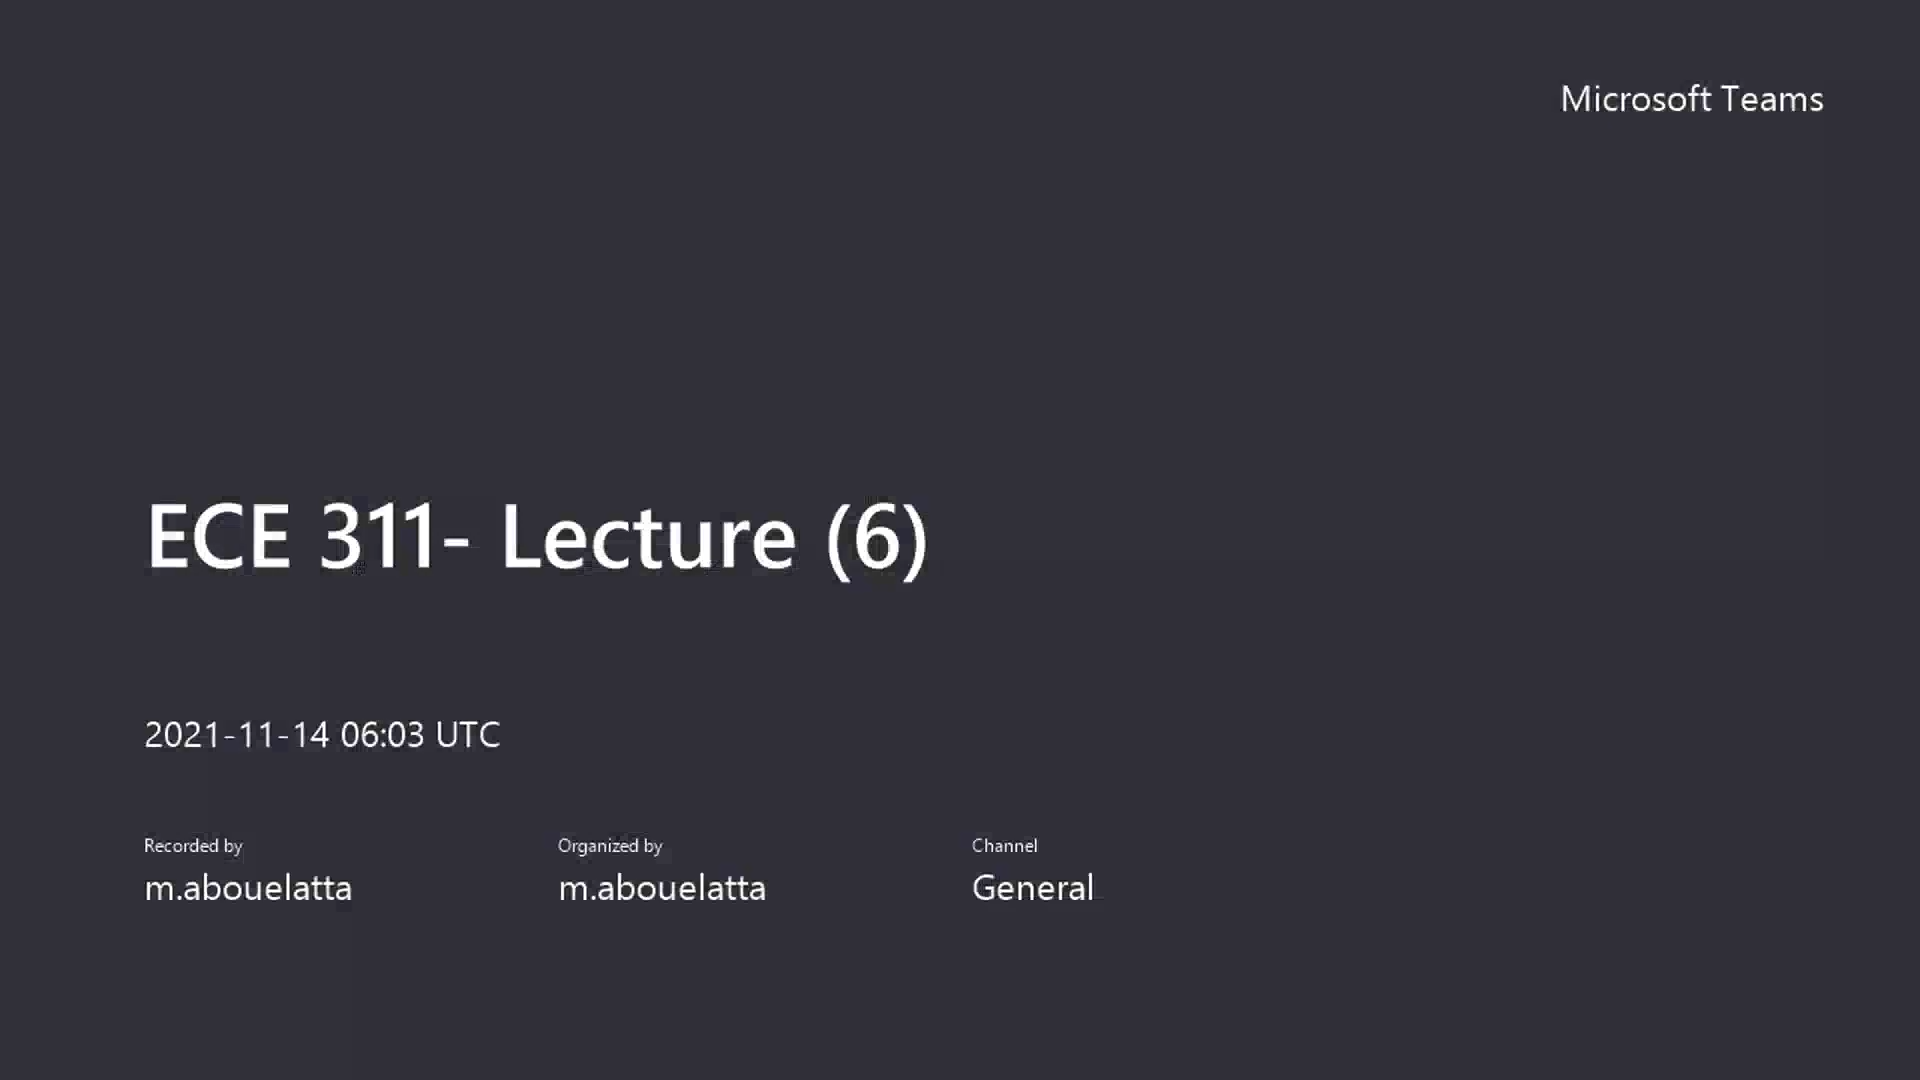 Microsoft Teams
ECE 311- Lecture (6)
2021-11-14 06:03 UTC
Recorded by
m.abouelatta
Organized by
m.abouelatta
Channel
General